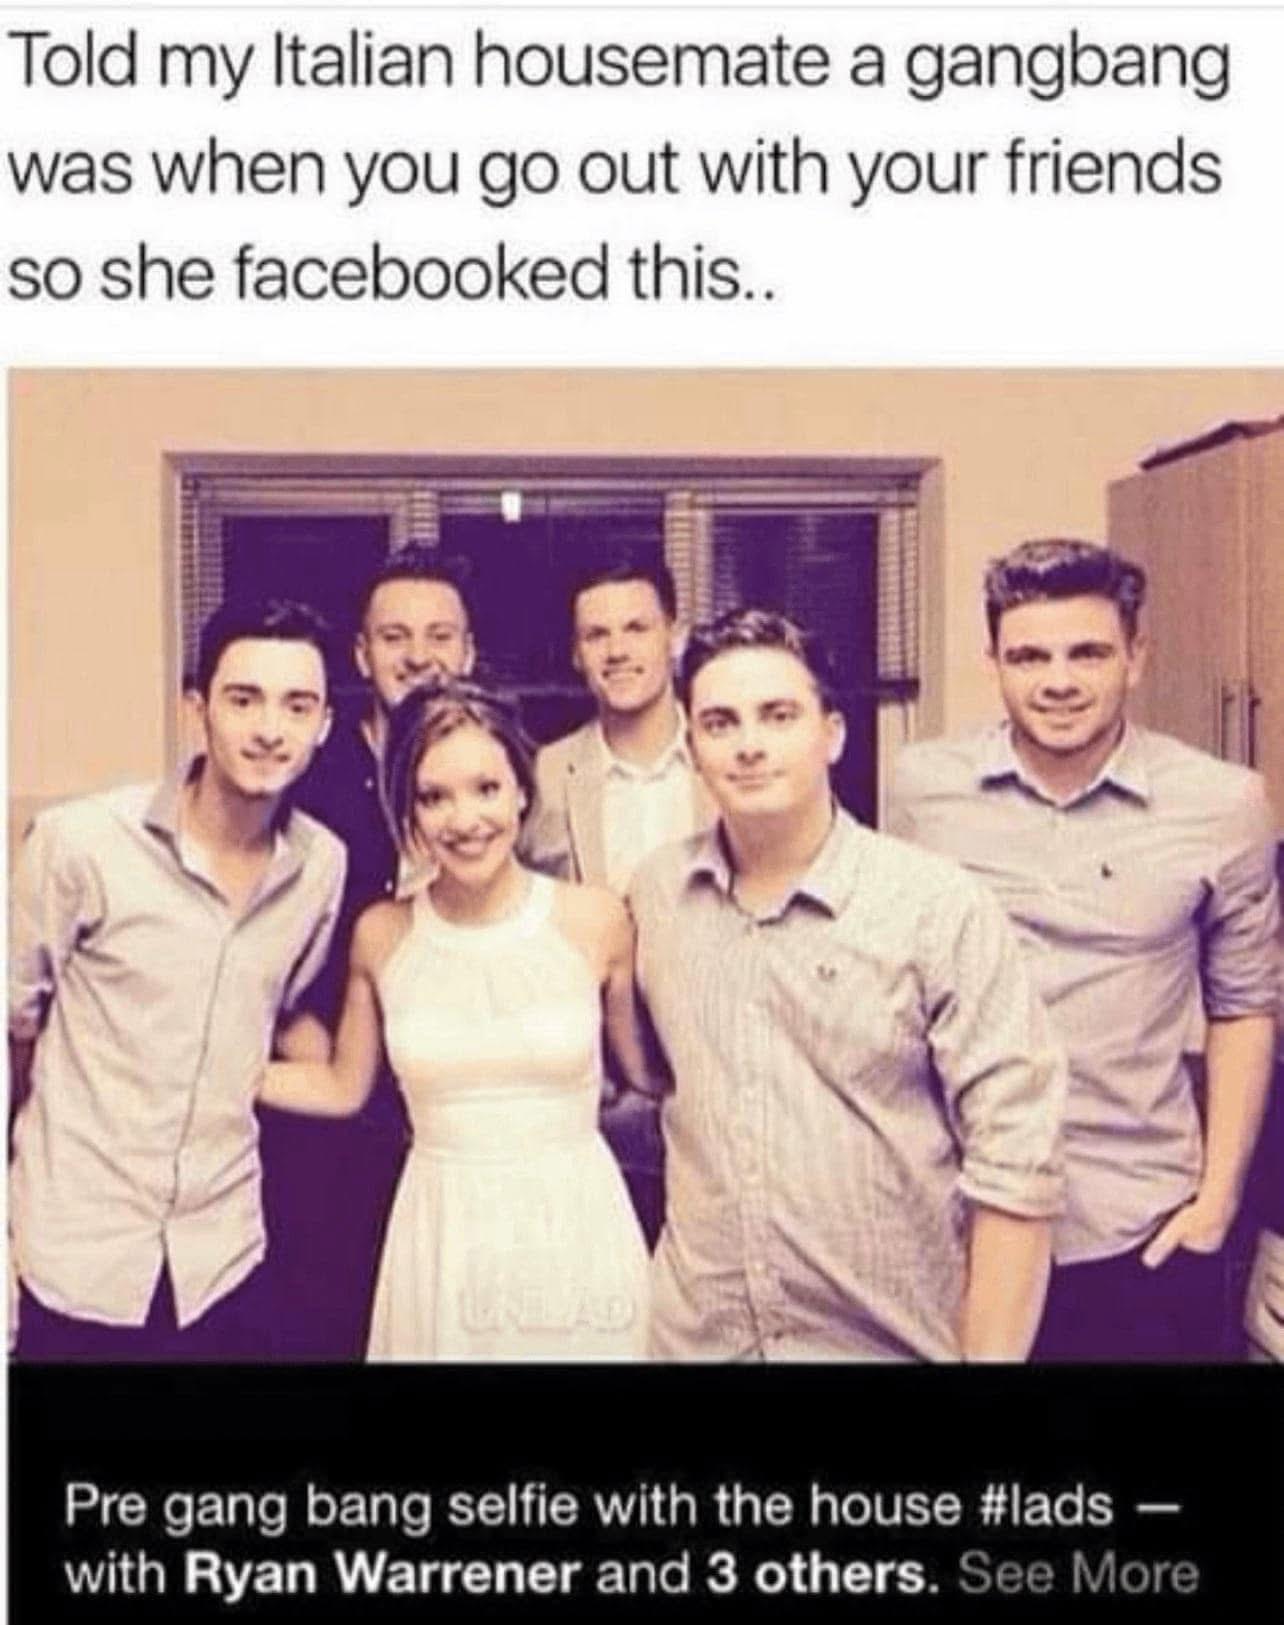 Told my Italian housemate a gangbang
was when you go out with your friends
so she facebooked this..
UNILAD
Pre gang bang selfie with the house #lads —
with Ryan Warrener and 3 others. See More